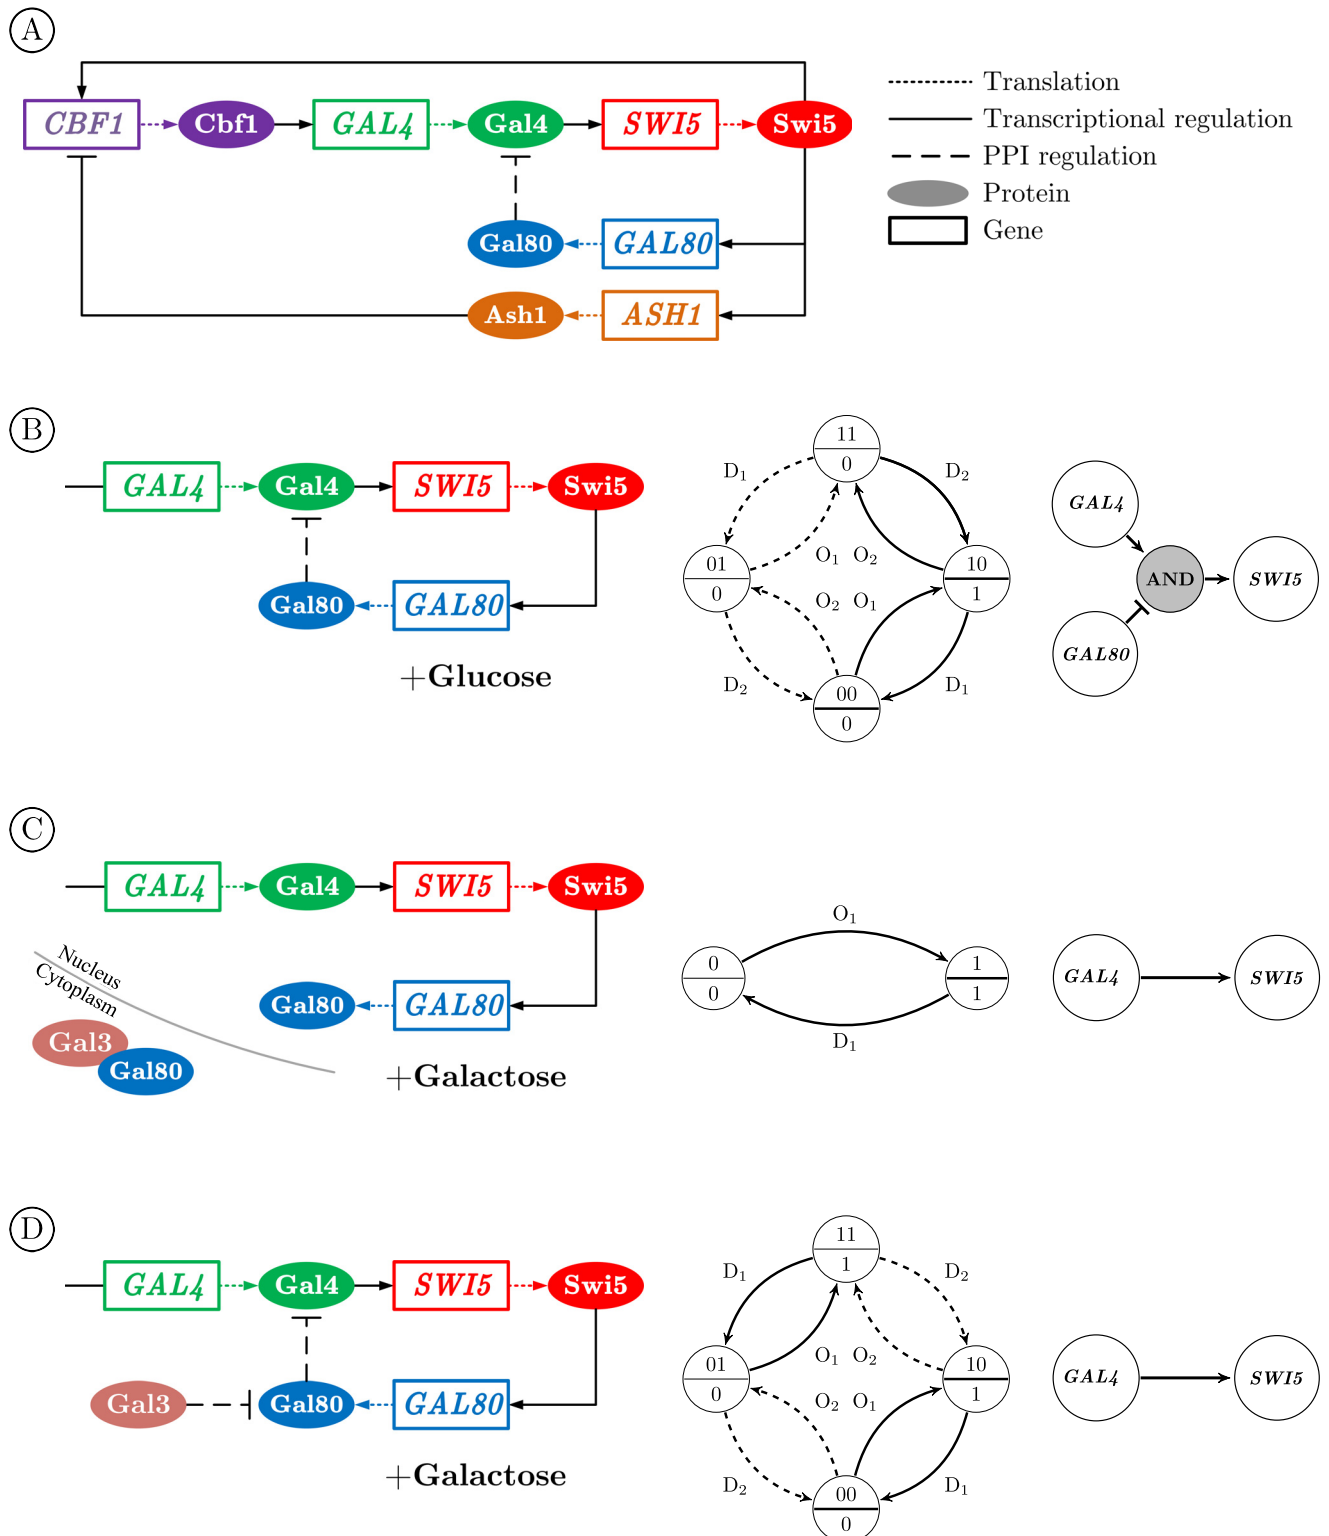 A
CBF1 Cbf1 GAL4 Gal4 SWI5 Swi5
Gal80 GAL80
Ash1 ASH1
Translation
Transcriptional regulation
PPI regulation
Protein
Gene
B
GAL4 Gal4 SWI5 Swi5
Gal80 GAL80
+Glucose
11
0
D1 D2
O1 O2
01
0
10
1
O2 O1
D2 D1
00
0
GAL4
AND
SWI5
GAL80
C
GAL4 Gal4 SWI5 Swi5
Nucleus
Cytoplasm
Gal80 GAL80
Gal3
Gal80
+Galactose
O1
0
0
1
1
D1
GAL4 SWI5
D
GAL4 Gal4 SWI5 Swi5
Gal3 Gal80 GAL80
+Galactose
11
1
D1 D2
O1 O2
01
0
10
1
O2 O1
D2 D1
00
0
GAL4 SWI5